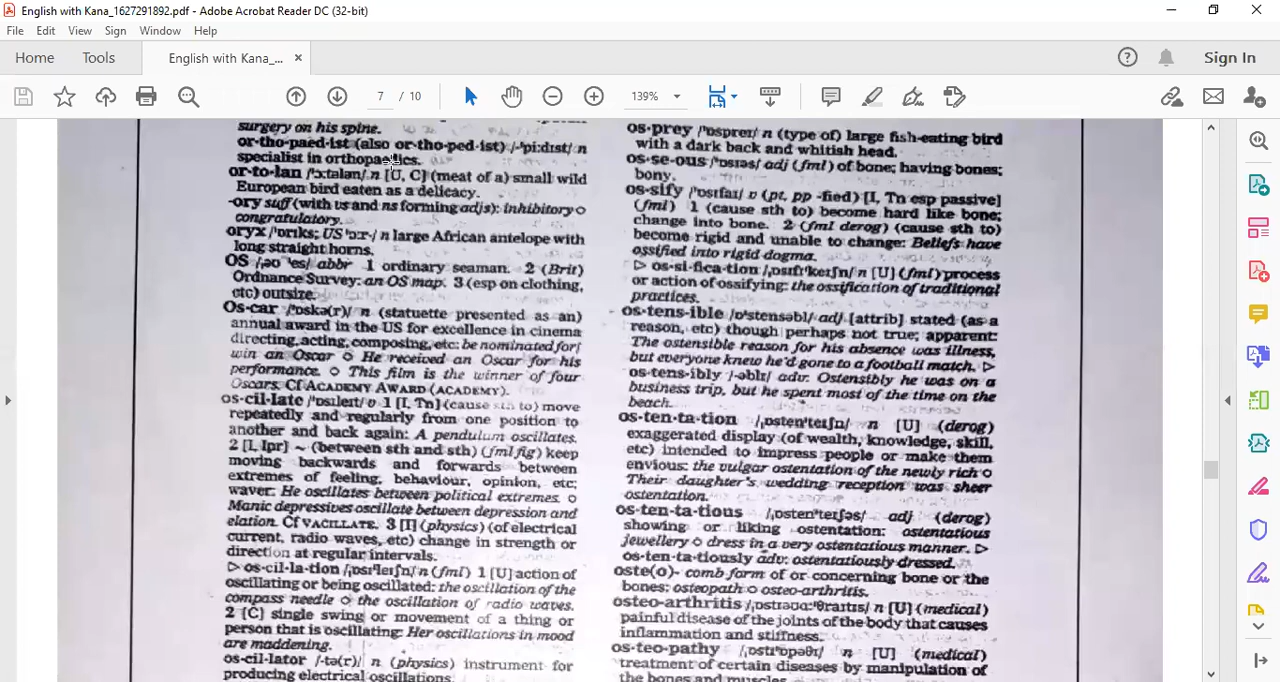 English with Kana_1627291892.pdf - Adobe Acrobat Reader DC (32-bit)
File Edit View Sign Window Help
Home Tools English with Kana_... × Sign In
7 / 10 139%
surgery on his spine.
or·tho·paed·ist (also or·tho·ped·ist) /-ˈpiːdɪst/ n
specialist in orthopaedics.
or·to·lan /ˈɔːtələn/ n [U, C] (meat of a) small wild
European bird eaten as a delicacy.
-ory suff (with vs and ns forming adjs): inhibitory ○
congratulatory.
oryx /ˈɒrɪks; US ˈɔːr-/ n large African antelope with
long straight horns.
OS /ˌəʊ ˈes/ abbr 1 ordinary seaman. 2 (Brit)
Ordnance Survey: an OS map. 3 (esp on clothing,
etc) outsize.
Os·car /ˈɒskə(r)/ n (statuette presented as an)
annual award in the US for excellence in cinema
directing, acting, composing, etc: be nominated for/
win an Oscar ○ He received an Oscar for his
performance. ○ This film is the winner of four
Oscars. Cf ACADEMY AWARD (ACADEMY).
os·cil·late /ˈɒsɪleɪt/ v 1 [I, Tn] (cause sth to) move
repeatedly and regularly from one position to
another and back again: A pendulum oscillates.
2 [I, Ipr] ~ (between sth and sth) (fml fig) keep
moving backwards and forwards between
extremes of feeling, behaviour, opinion, etc;
waver: He oscillates between political extremes. ○
Manic depressives oscillate between depression and
elation. Cf VACILLATE. 3 [I] (physics) (of electrical
current, radio waves, etc) change in strength or
direction at regular intervals.
▷ os·cil·la·tion /ˌɒsɪˈleɪʃn/ n (fml) 1 [U] action of
oscillating or being oscillated: the oscillation of the
compass needle ○ the oscillation of radio waves.
2 [C] single swing or movement of a thing or
person that is oscillating: Her oscillations in mood
are maddening.
os·cil·lator /-tə(r)/ n (physics) instrument for
producing electrical oscillations.
os·prey /ˈɒspreɪ/ n (type of) large fish-eating bird
with a dark back and whitish head.
os·se·ous /ˈɒsɪəs/ adj (fml) of bone; having bones;
bony.
os·sify /ˈɒsɪfaɪ/ v (pt, pp -fied) [I, Tn esp passive]
(fml) 1 (cause sth to) become hard like bone;
change into bone. 2 (fml derog) (cause sth to)
become rigid and unable to change: Beliefs have
ossified into rigid dogma.
▷ os·si·fica·tion /ˌɒsɪfɪˈkeɪʃn/ n [U] (fml) process
or action of ossifying: the ossification of traditional
practices.
os·tens·ible /ɒˈstensəbl/ adj [attrib] stated (as a
reason, etc) though perhaps not true; apparent:
The ostensible reason for his absence was illness,
but everyone knew he'd gone to a football match. ▷
os·tens·ibly /-əblɪ/ adv: Ostensibly he was on a
business trip, but he spent most of the time on the
beach.
os·ten·ta·tion /ˌɒstenˈteɪʃn/ n [U] (derog)
exaggerated display (of wealth, knowledge, skill,
etc) intended to impress people or make them
envious: the vulgar ostentation of the newly rich ○
Their daughter's wedding reception was sheer
ostentation.
os·ten·ta·tious /ˌɒstenˈteɪʃəs/ adj (derog)
showing or liking ostentation: ostentatious
jewellery ○ dress in a very ostentatious manner. ▷
os·ten·ta·tiously adv: ostentatiously dressed.
oste(o)- comb form of or concerning bone or the
bones: osteopath ○ osteo-arthritis.
osteo-arthritis /ˌɒstɪəʊɑːˈθraɪtɪs/ n [U] (medical)
painful disease of the joints of the body that causes
inflammation and stiffness.
os·teo·pathy /ˌɒstɪˈɒpəθɪ/ n [U] (medical)
treatment of certain diseases by manipulation of
the bones and muscles.